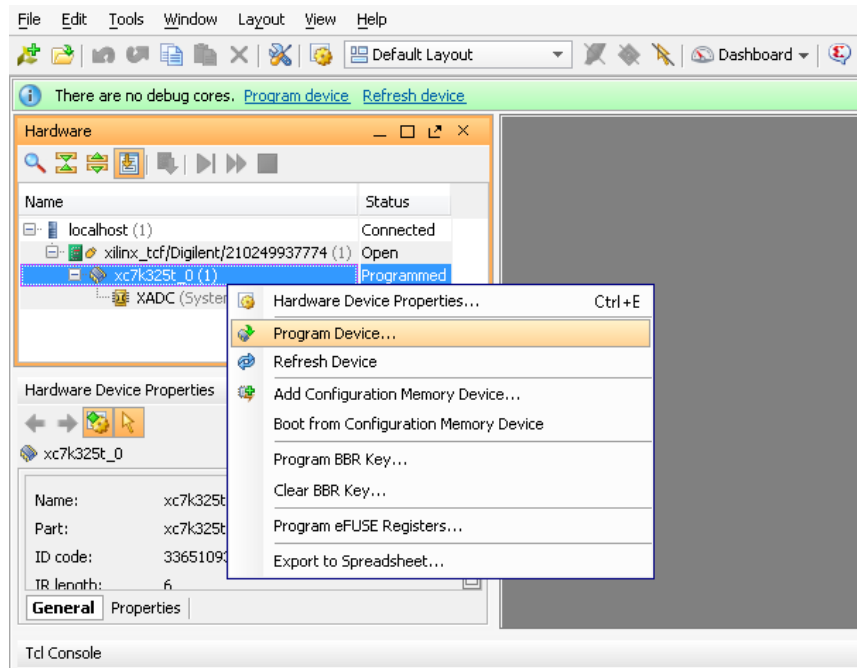 File Edit Tools Window Layout View Help
Default Layout Dashboard
There are no debug cores. Program device Refresh device
Hardware
Name Status
localhost (1) Connected
xilinx_tcf/Digilent/210249937774 (1) Open
xc7k325t_0 (1) Programmed
XADC (System
Hardware Device Properties... Ctrl+E
Program Device...
Refresh Device
Add Configuration Memory Device...
Boot from Configuration Memory Device
Program BBR Key...
Clear BBR Key...
Program eFUSE Registers...
Export to Spreadsheet...
Hardware Device Properties
xc7k325t_0
Name: xc7k325t
Part: xc7k325t
ID code: 33651093
IR length: 6
General Properties
Tcl Console